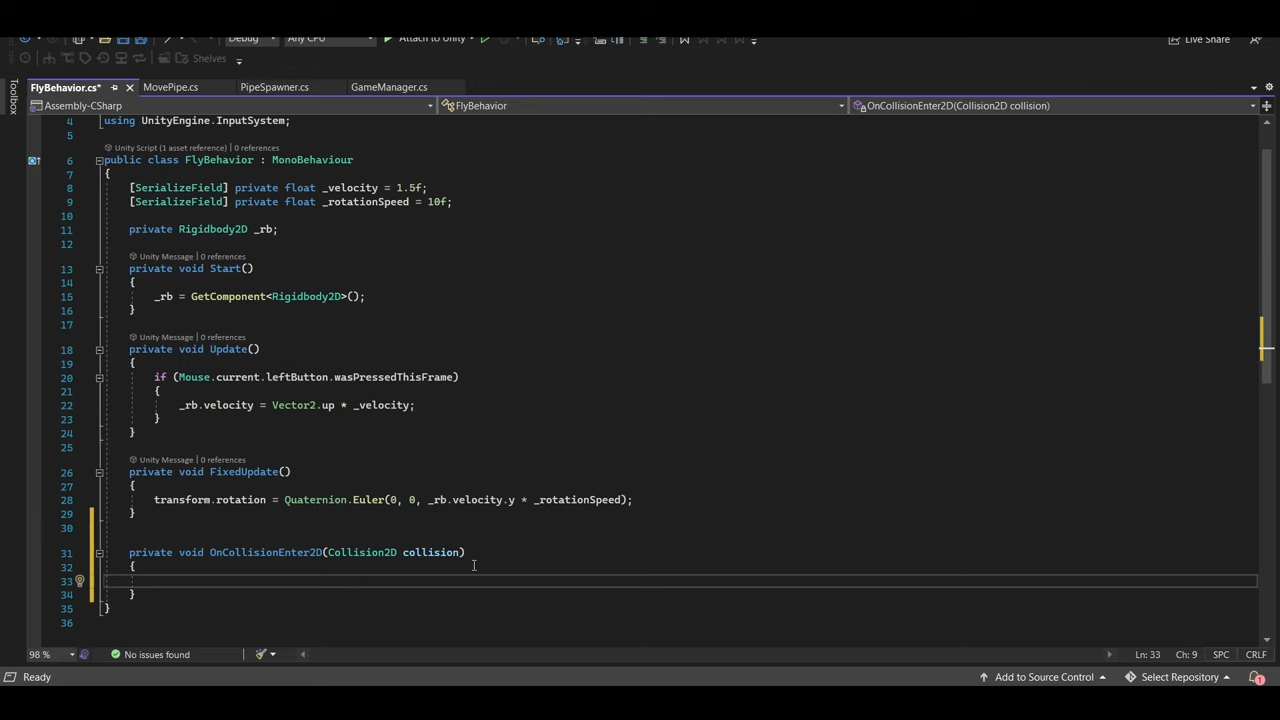 Debug
Any CPU
Attach to Unity
Live Share
Shelves
Toolbox
FlyBehavior.cs* MovePipe.cs PipeSpawner.cs GameManager.cs
Assembly-CSharp FlyBehavior OnCollisionEnter2D(Collision2D collision)
4 using UnityEngine.InputSystem;
5
Unity Script (1 asset reference) | 0 references
6 public class FlyBehavior : MonoBehaviour
7 {
8 [SerializeField] private float _velocity = 1.5f;
9 [SerializeField] private float _rotationSpeed = 10f;
10
11 private Rigidbody2D _rb;
12
Unity Message | 0 references
13 private void Start()
14 {
15 _rb = GetComponent<Rigidbody2D>();
16 }
17
Unity Message | 0 references
18 private void Update()
19 {
20 if (Mouse.current.leftButton.wasPressedThisFrame)
21 {
22 _rb.velocity = Vector2.up * _velocity;
23 }
24 }
25
Unity Message | 0 references
26 private void FixedUpdate()
27 {
28 transform.rotation = Quaternion.Euler(0, 0, _rb.velocity.y * _rotationSpeed);
29 }
30
31 private void OnCollisionEnter2D(Collision2D collision)
32 {
33
34 }
35 }
36
98 % No issues found Ln: 33 Ch: 9 SPC CRLF
Ready Add to Source Control Select Repository 1